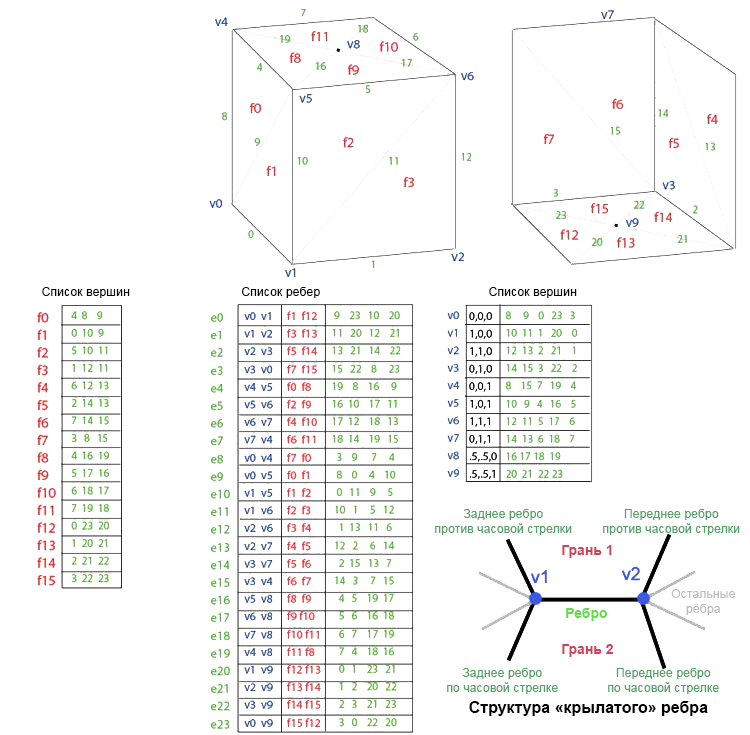 7
v4
f11
18
v8
6
19
f10
f8
16
f9
17
4
v6
5
v5
f0
8
f2
9
10
11
12
f1
f3
v0
0
v2
v1
1
v7
f6
14
f4
15
f7
f5
13
3
v3
f15
22
2
23
v9
f14
f12
20
f13
21
Список вершин
f0 4 8 9
f1 0 10 9
f2 5 10 11
f3 1 12 11
f4 6 12 13
f5 2 14 13
f6 7 14 15
f7 3 8 15
f8 4 16 19
f9 5 17 16
f10 6 18 17
f11 7 19 18
f12 0 23 20
f13 1 20 21
f14 2 21 22
f15 3 22 23
Список ребер
e0 v0 v1 f1 f12 9 23 10 20
e1 v1 v2 f3 f13 11 20 12 21
e2 v2 v3 f5 f14 13 21 14 22
e3 v3 v0 f7 f15 15 22 8 23
e4 v4 v5 f0 f8 19 8 16 9
e5 v5 v6 f2 f9 16 10 17 11
e6 v6 v7 f4 f10 17 12 18 13
e7 v7 v4 f6 f11 18 14 19 15
e8 v0 v4 f7 f0 3 9 7 4
e9 v0 v5 f0 f1 8 0 4 10
e10 v1 v5 f1 f2 0 11 9 5
e11 v1 v6 f2 f3 10 1 5 12
e12 v2 v6 f3 f4 1 13 11 6
e13 v2 v7 f4 f5 12 2 6 14
e14 v3 v7 f5 f6 2 15 13 7
e15 v3 v4 f6 f7 14 3 7 15
e16 v5 v8 f8 f9 4 5 19 17
e17 v6 v8 f9 f10 5 6 16 18
e18 v7 v8 f10 f11 6 7 17 19
e19 v4 v8 f11 f8 7 4 18 16
e20 v1 v9 f12 f13 0 1 23 21
e21 v2 v9 f13 f14 1 2 20 22
e22 v3 v9 f14 f15 2 3 21 23
e23 v0 v9 f15 f12 3 0 22 20
Список вершин
v0 0,0,0 8 9 0 23 3
v1 1,0,0 10 11 1 20 0
v2 1,1,0 12 13 2 21 1
v3 0,1,0 14 15 3 22 2
v4 0,0,1 8 15 7 19 4
v5 1,0,1 10 9 4 16 5
v6 1,1,1 12 11 5 17 6
v7 0,1,1 14 13 6 18 7
v8 .5,.5,0 16 17 18 19
v9 .5,.5,1 20 21 22 23
Заднее ребро
против часовой стрелки
Переднее ребро
против часовой стрелки
Грань 1
v1
v2
Остальные
рёбра
Ребро
Грань 2
Заднее ребро
по часовой стрелке
Переднее ребро
по часовой стрелке
Структура «крылатого» ребра